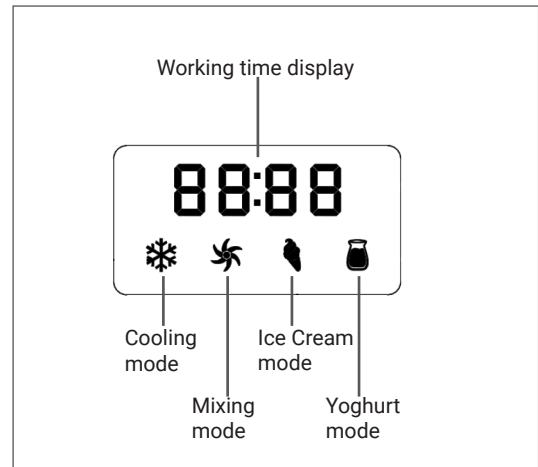 Working time display
88:88
Cooling
mode
Ice Cream
mode
Mixing
mode
Yoghurt
mode